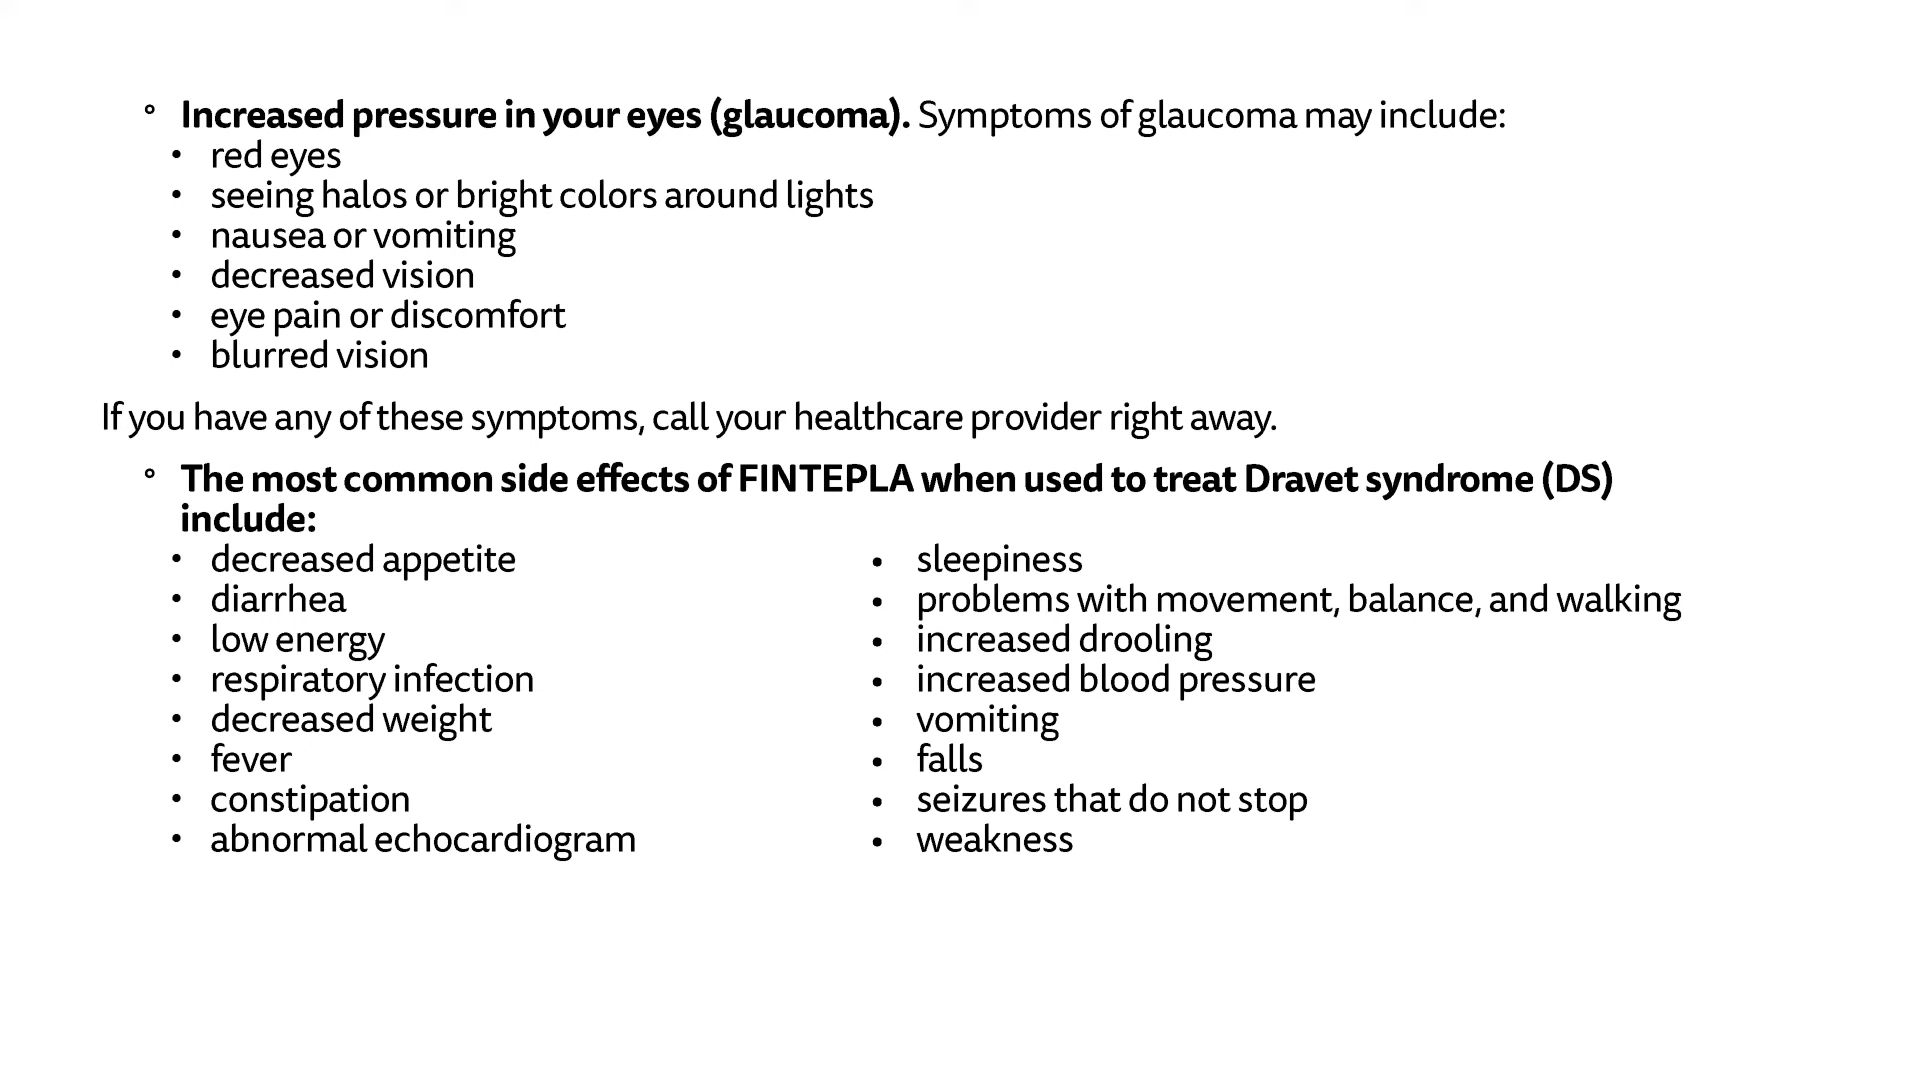 ° Increased pressure in your eyes (glaucoma). Symptoms of glaucoma may include:
• red eyes
• seeing halos or bright colors around lights
• nausea or vomiting
• decreased vision
• eye pain or discomfort
• blurred vision
If you have any of these symptoms, call your healthcare provider right away.
° The most common side effects of FINTEPLA when used to treat Dravet syndrome (DS)
include:
• decreased appetite
• diarrhea
• low energy
• respiratory infection
• decreased weight
• fever
• constipation
• abnormal echocardiogram
• sleepiness
• problems with movement, balance, and walking
• increased drooling
• increased blood pressure
• vomiting
• falls
• seizures that do not stop
• weakness